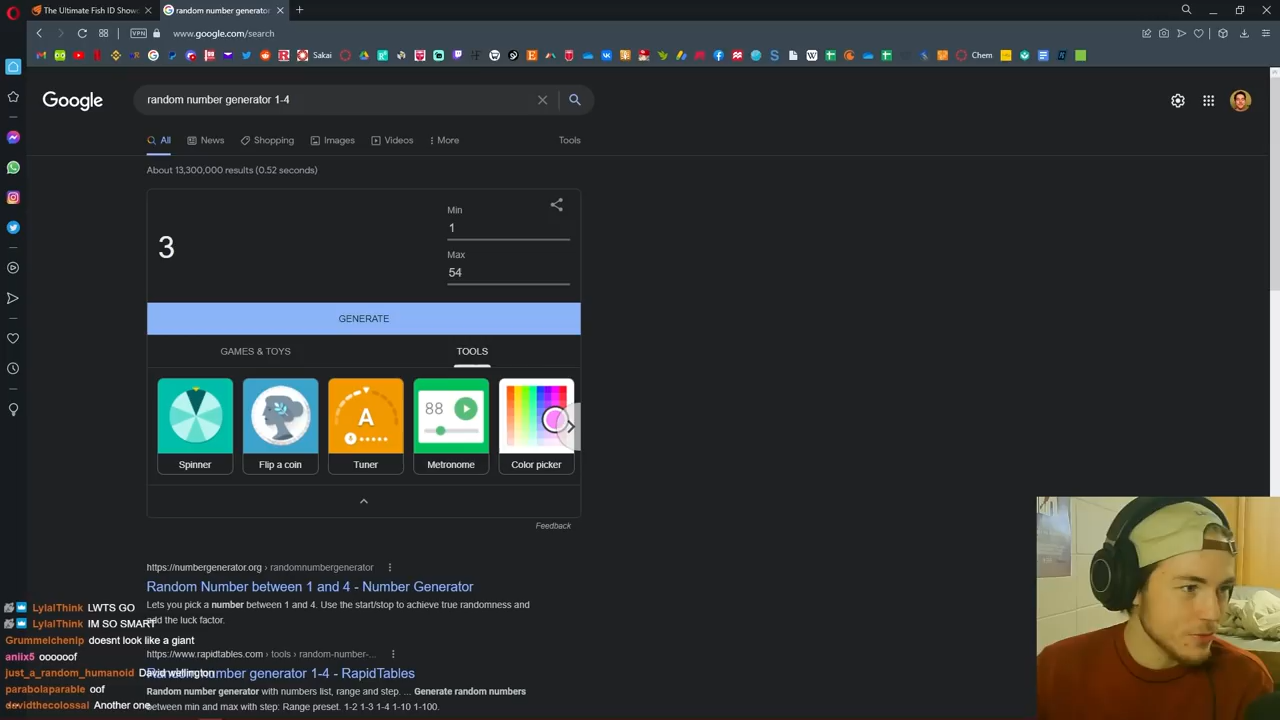 The Ultimate Fish ID Show
random number generator
VPN
www.google.com/search
Sakai
Chem
Google
random number generator 1-4
All
News
Shopping
Images
Videos
More
Tools
About 13,300,000 results (0.52 seconds)
Min
1
3
Max
54
GENERATE
GAMES & TOYS
TOOLS
88
A
Spinner
Flip a coin
Tuner
Metronome
Color picker
Feedback
https://numbergenerator.org › randomnumbergenerator
Random Number between 1 and 4 - Number Generator
Lets you pick a number between 1 and 4. Use the start/stop to achieve true randomness and
add the luck factor.
https://www.rapidtables.com › tools › random-number-...
number generator 1-4 - RapidTables
Random number generator with numbers list, range and step. ... Generate random numbers
between min and max with step: Range preset. 1-2 1-3 1-4 1-10 1-100.
LylalThink LWTS GO
LylalThink IM SO SMART
Grummelchenlp doesnt look like a giant
anlix5 oooooof
just_a_random_humanoid David wellington
parabolaparable oof
davidthecolossal Another one